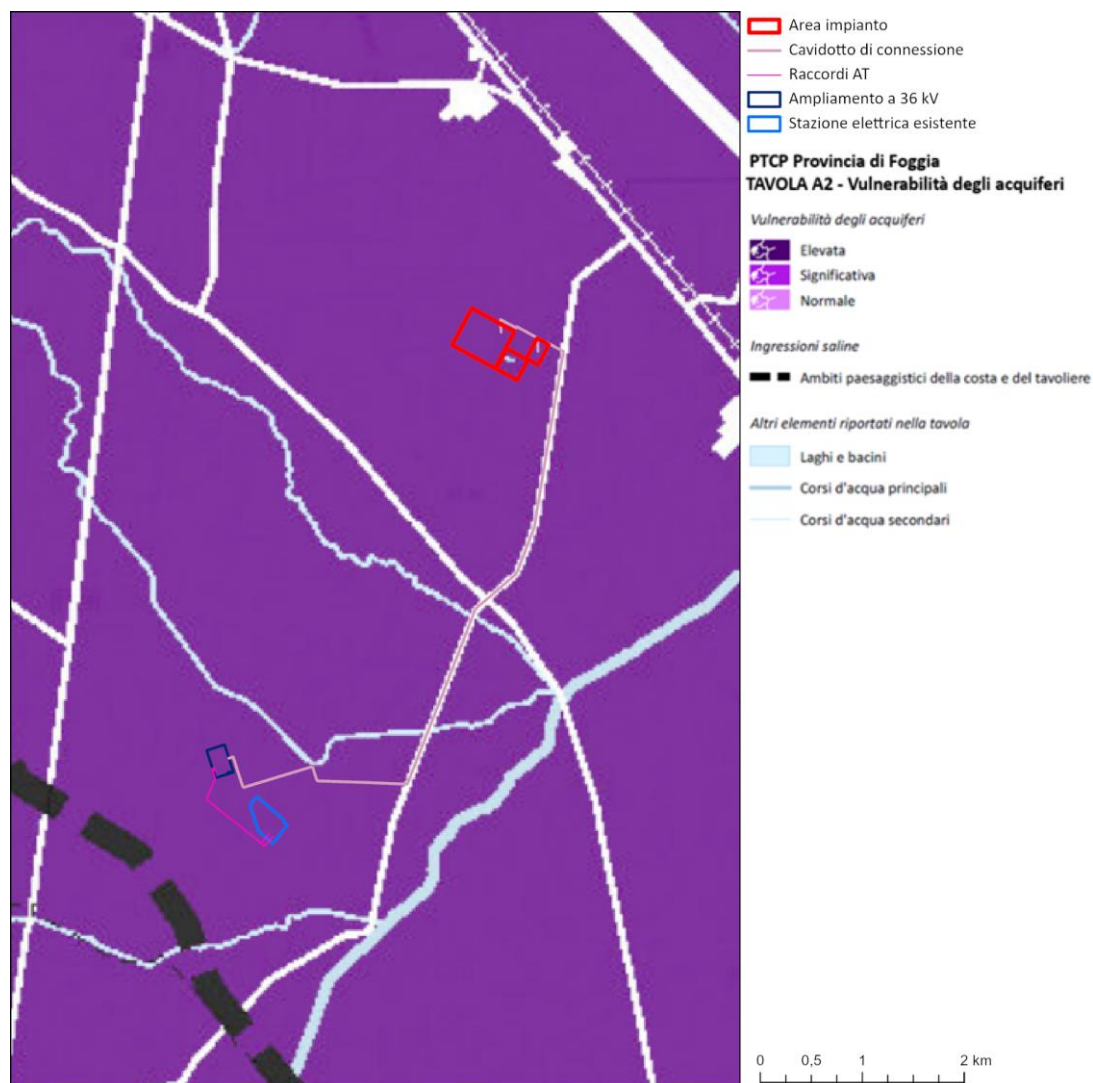 Area impianto
Cavidotto di connessione
Raccordi AT
Ampliamento a 36 kV
Stazione elettrica esistente
PTCP Provincia di Foggia
TAVOLA A2 - Vulnerabilità degli acquiferi
Vulnerabilità degli acquiferi
Elevata
Significativa
Normale
Ingressioni saline
Ambiti paesaggistici della costa e del tavoliere
Altri elementi riportati nella tavola
Laghi e bacini
Corsi d'acqua principali
Corsi d'acqua secondari
0 0,5 1 2 km